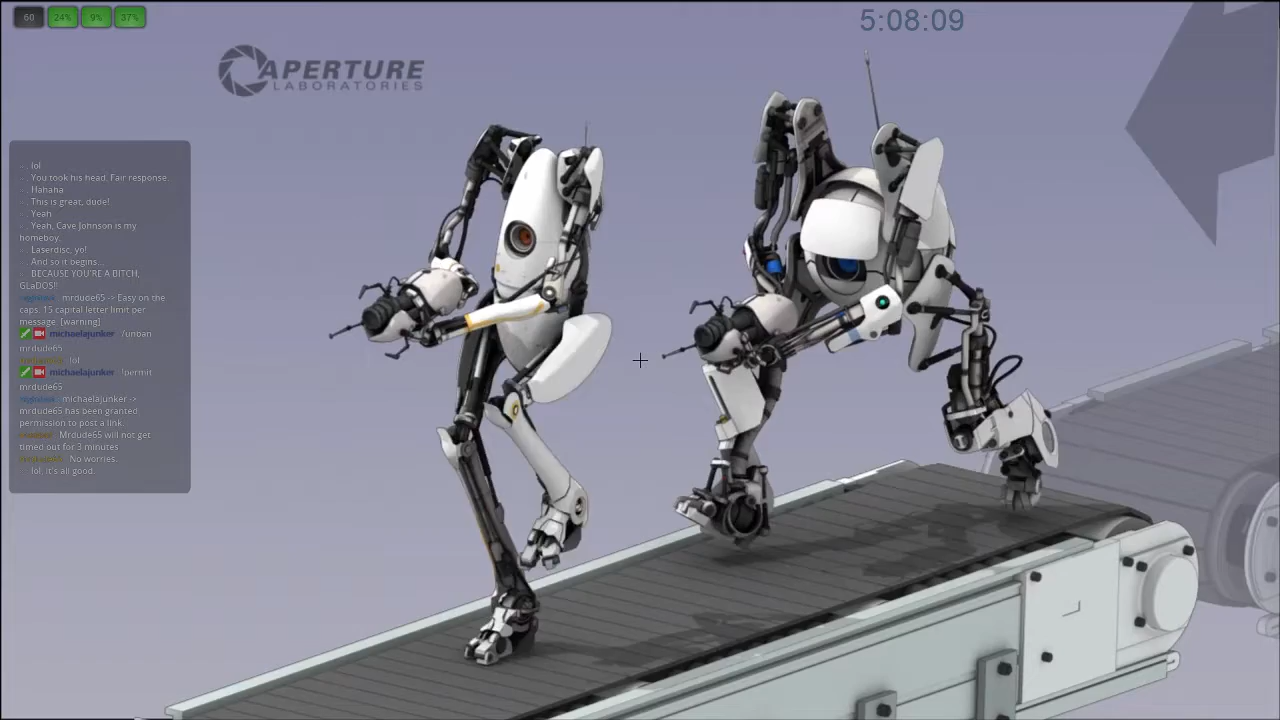 60 24% 9% 37%
5:08:09
APERTURE
LABORATORIES
lol
You took his head. Fair response.
Hahaha
This is great, dude!
Yeah
Yeah, Cave Johnson is my
homeboy.
Laserdisc, yo!
And so it begins...
BECAUSE YOU'RE A BITCH,
GLaDOS!!
mrdude65 -> Easy on the
caps. 15 capital letter limit per
message. [warning]
michaelajunker /unban
mrdude65
lol
michaelajunker !permit
mrdude65
michaelajunker ->
mrdude65 has been granted
permission to post a link.
Mrdude65 will not get
timed out for 3 minutes
No worries.
lol, it's all good.